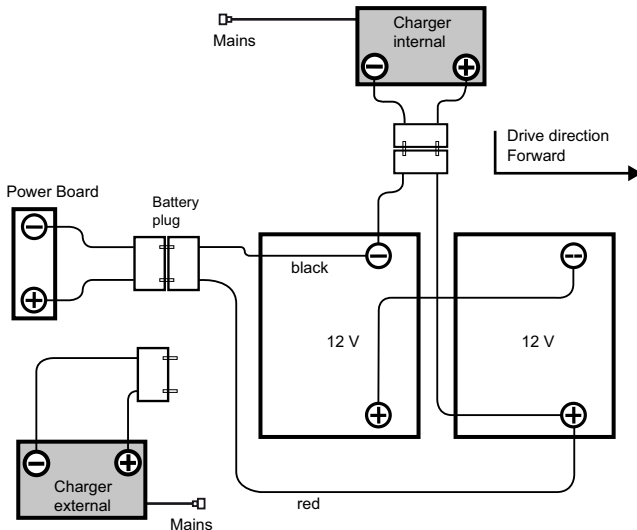 Charger
internal
Mains
Drive direction
Forward
Power Board
Battery
plug
black
12 V
12 V
Charger
external
red
Mains